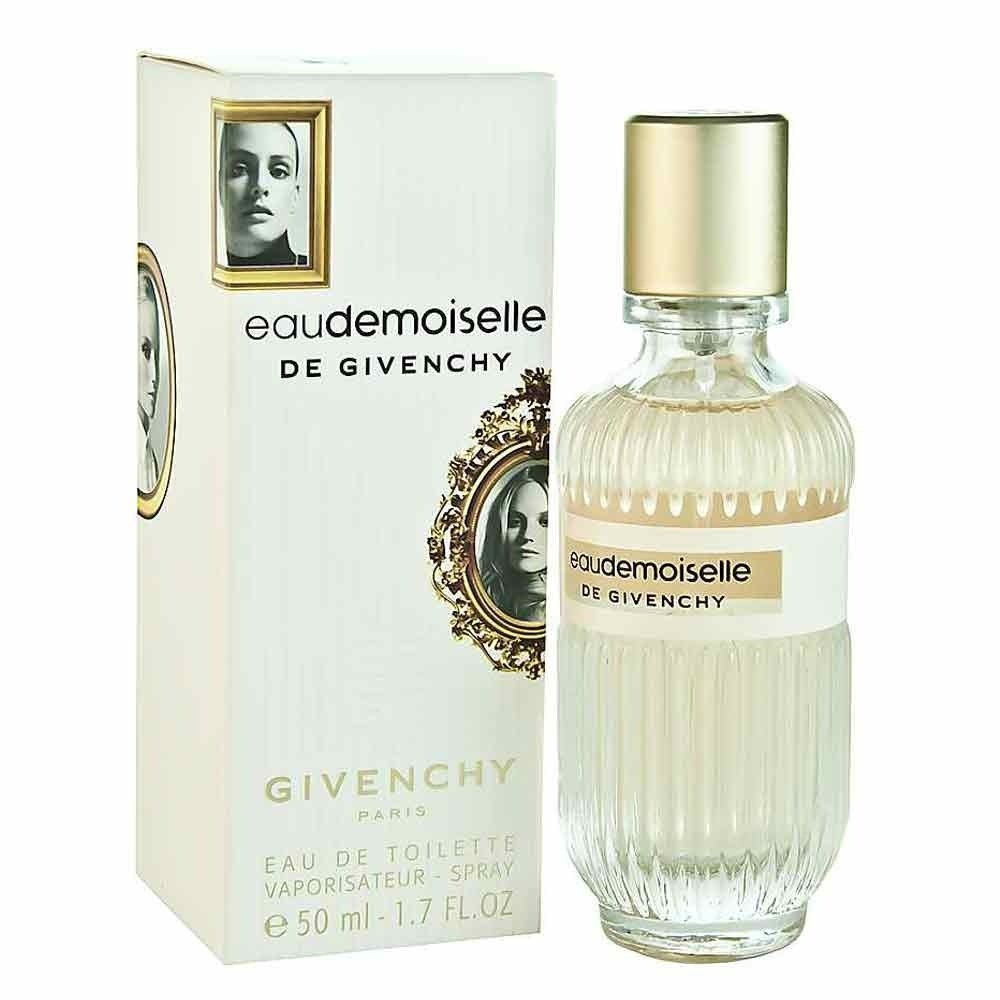 eaudemoiselle
DE GIVENCHY
GIVENCHY
PARIS
EAU DE TOILETTE
VAPORISATEUR - SPRAY
e 50 ml - 1.7 FL.OZ
eaudemoiselle
DE GIVENCHY